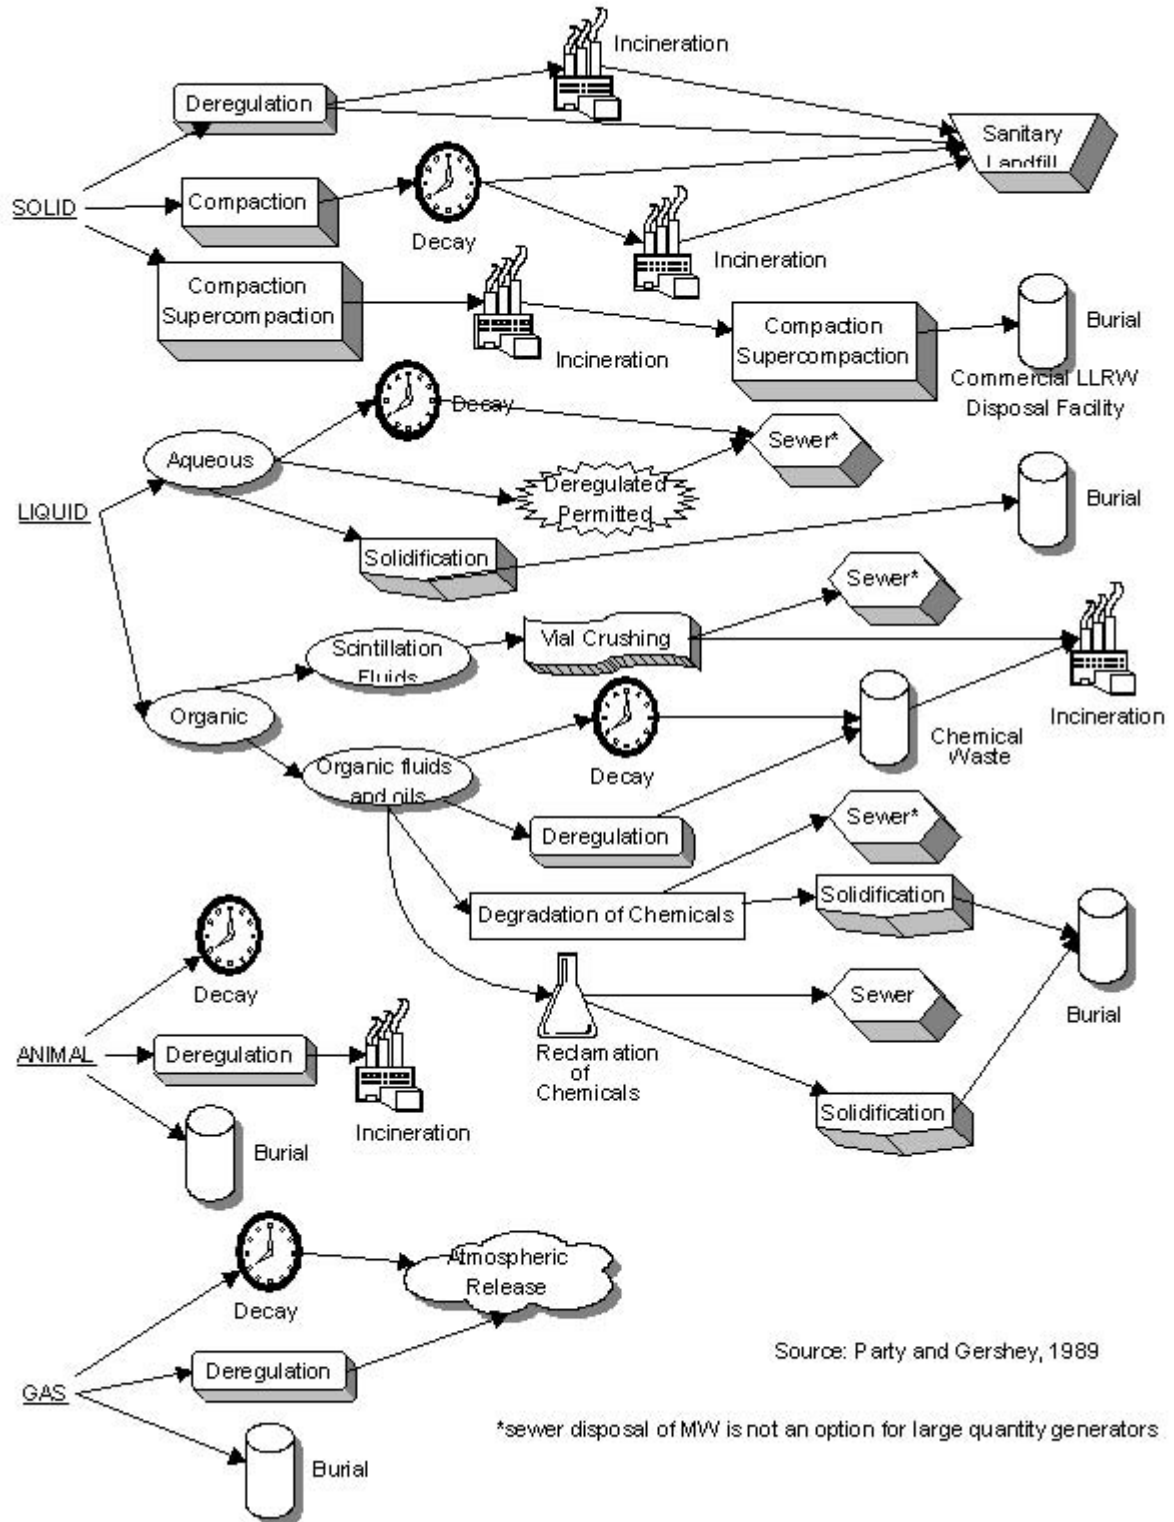 Incineration
Deregulation
Sanitary
Landfill
SOLID
Compaction
Decay
Incineration
Compaction
Supercompaction
Incineration
Compaction
Supercompaction
Burial
Commercial LLRW
Disposal Facility
Decay
Sewer*
Aqueous
Deregulated
Permitted
Burial
LIQUID
Solidification
Sewer*
Scintillation
Fluids
Vial Crushing
Incineration
Organic
Chemical
Waste
Organic fluids
and oils
Decay
Deregulation
Sewer*
Degradation of Chemicals
Solidification
Burial
Decay
Sewer
ANIMAL
Deregulation
Incineration
Reclamation
of
Chemicals
Solidification
Burial
Atmospheric
Release
Decay
Source: Party and Gershey, 1989
GAS
Deregulation
*sewer disposal of MW is not an option for large quantity generators
Burial